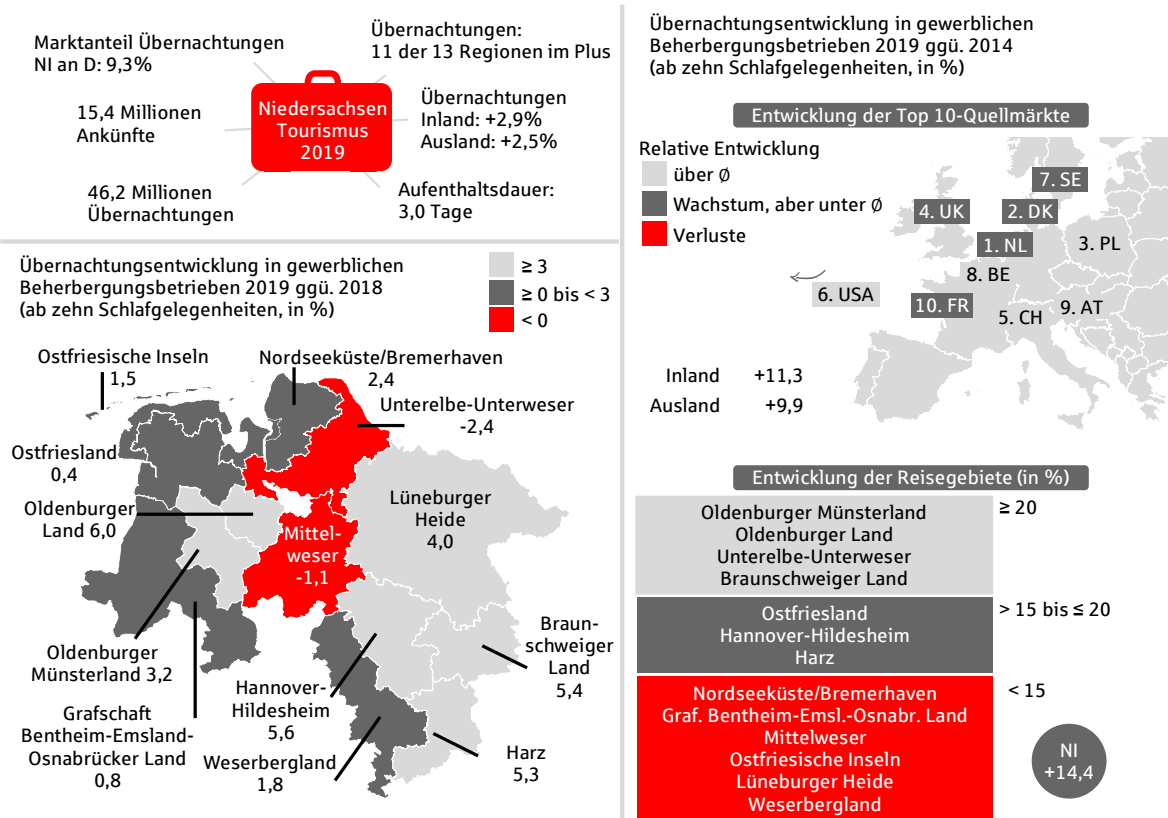 Marktanteil Übernachtungen
NI an D: 9,3%
Übernachtungen:
11 der 13 Regionen im Plus
15,4 Millionen
Ankünfte
Niedersachsen
Tourismus
2019
Übernachtungen
Inland: +2,9%
Ausland: +2,5%
46,2 Millionen
Übernachtungen
Aufenthaltsdauer:
3,0 Tage
Übernachtungsentwicklung in gewerblichen
Beherbergungsbetrieben 2019 ggü. 2018
(ab zehn Schlafgelegenheiten, in %)
≥ 3
≥ 0 bis < 3
< 0
Ostfriesische Inseln
1,5
Nordseeküste/Bremerhaven
2,4
Unterelbe-Unterweser
-2,4
Ostfriesland
0,4
Oldenburger
Land 6,0
Lüneburger
Heide
4,0
Mittel-
weser
-1,1
Oldenburger
Münsterland 3,2
Braun-
schweiger
Land
5,4
Hannover-
Hildesheim
5,6
Grafschaft
Bentheim-Emsland-
Osnabrücker Land
0,8
Weserbergland
1,8
Harz
5,3
Übernachtungsentwicklung in gewerblichen
Beherbergungsbetrieben 2019 ggü. 2014
(ab zehn Schlafgelegenheiten, in %)
Entwicklung der Top 10-Quellmärkte
Relative Entwicklung
über ∅
Wachstum, aber unter ∅
Verluste
7. SE
4. UK
2. DK
1. NL
3. PL
8. BE
6. USA
10. FR
5. CH
9. AT
Inland +11,3
Ausland +9,9
Entwicklung der Reisegebiete (in %)
Oldenburger Münsterland
Oldenburger Land
Unterelbe-Unterweser
Braunschweiger Land
≥ 20
Ostfriesland
Hannover-Hildesheim
Harz
> 15 bis ≤ 20
Nordseeküste/Bremerhaven
Graf. Bentheim-Emsl.-Osnabr. Land
Mittelweser
Ostfriesische Inseln
Lüneburger Heide
Weserbergland
< 15
NI
+14,4